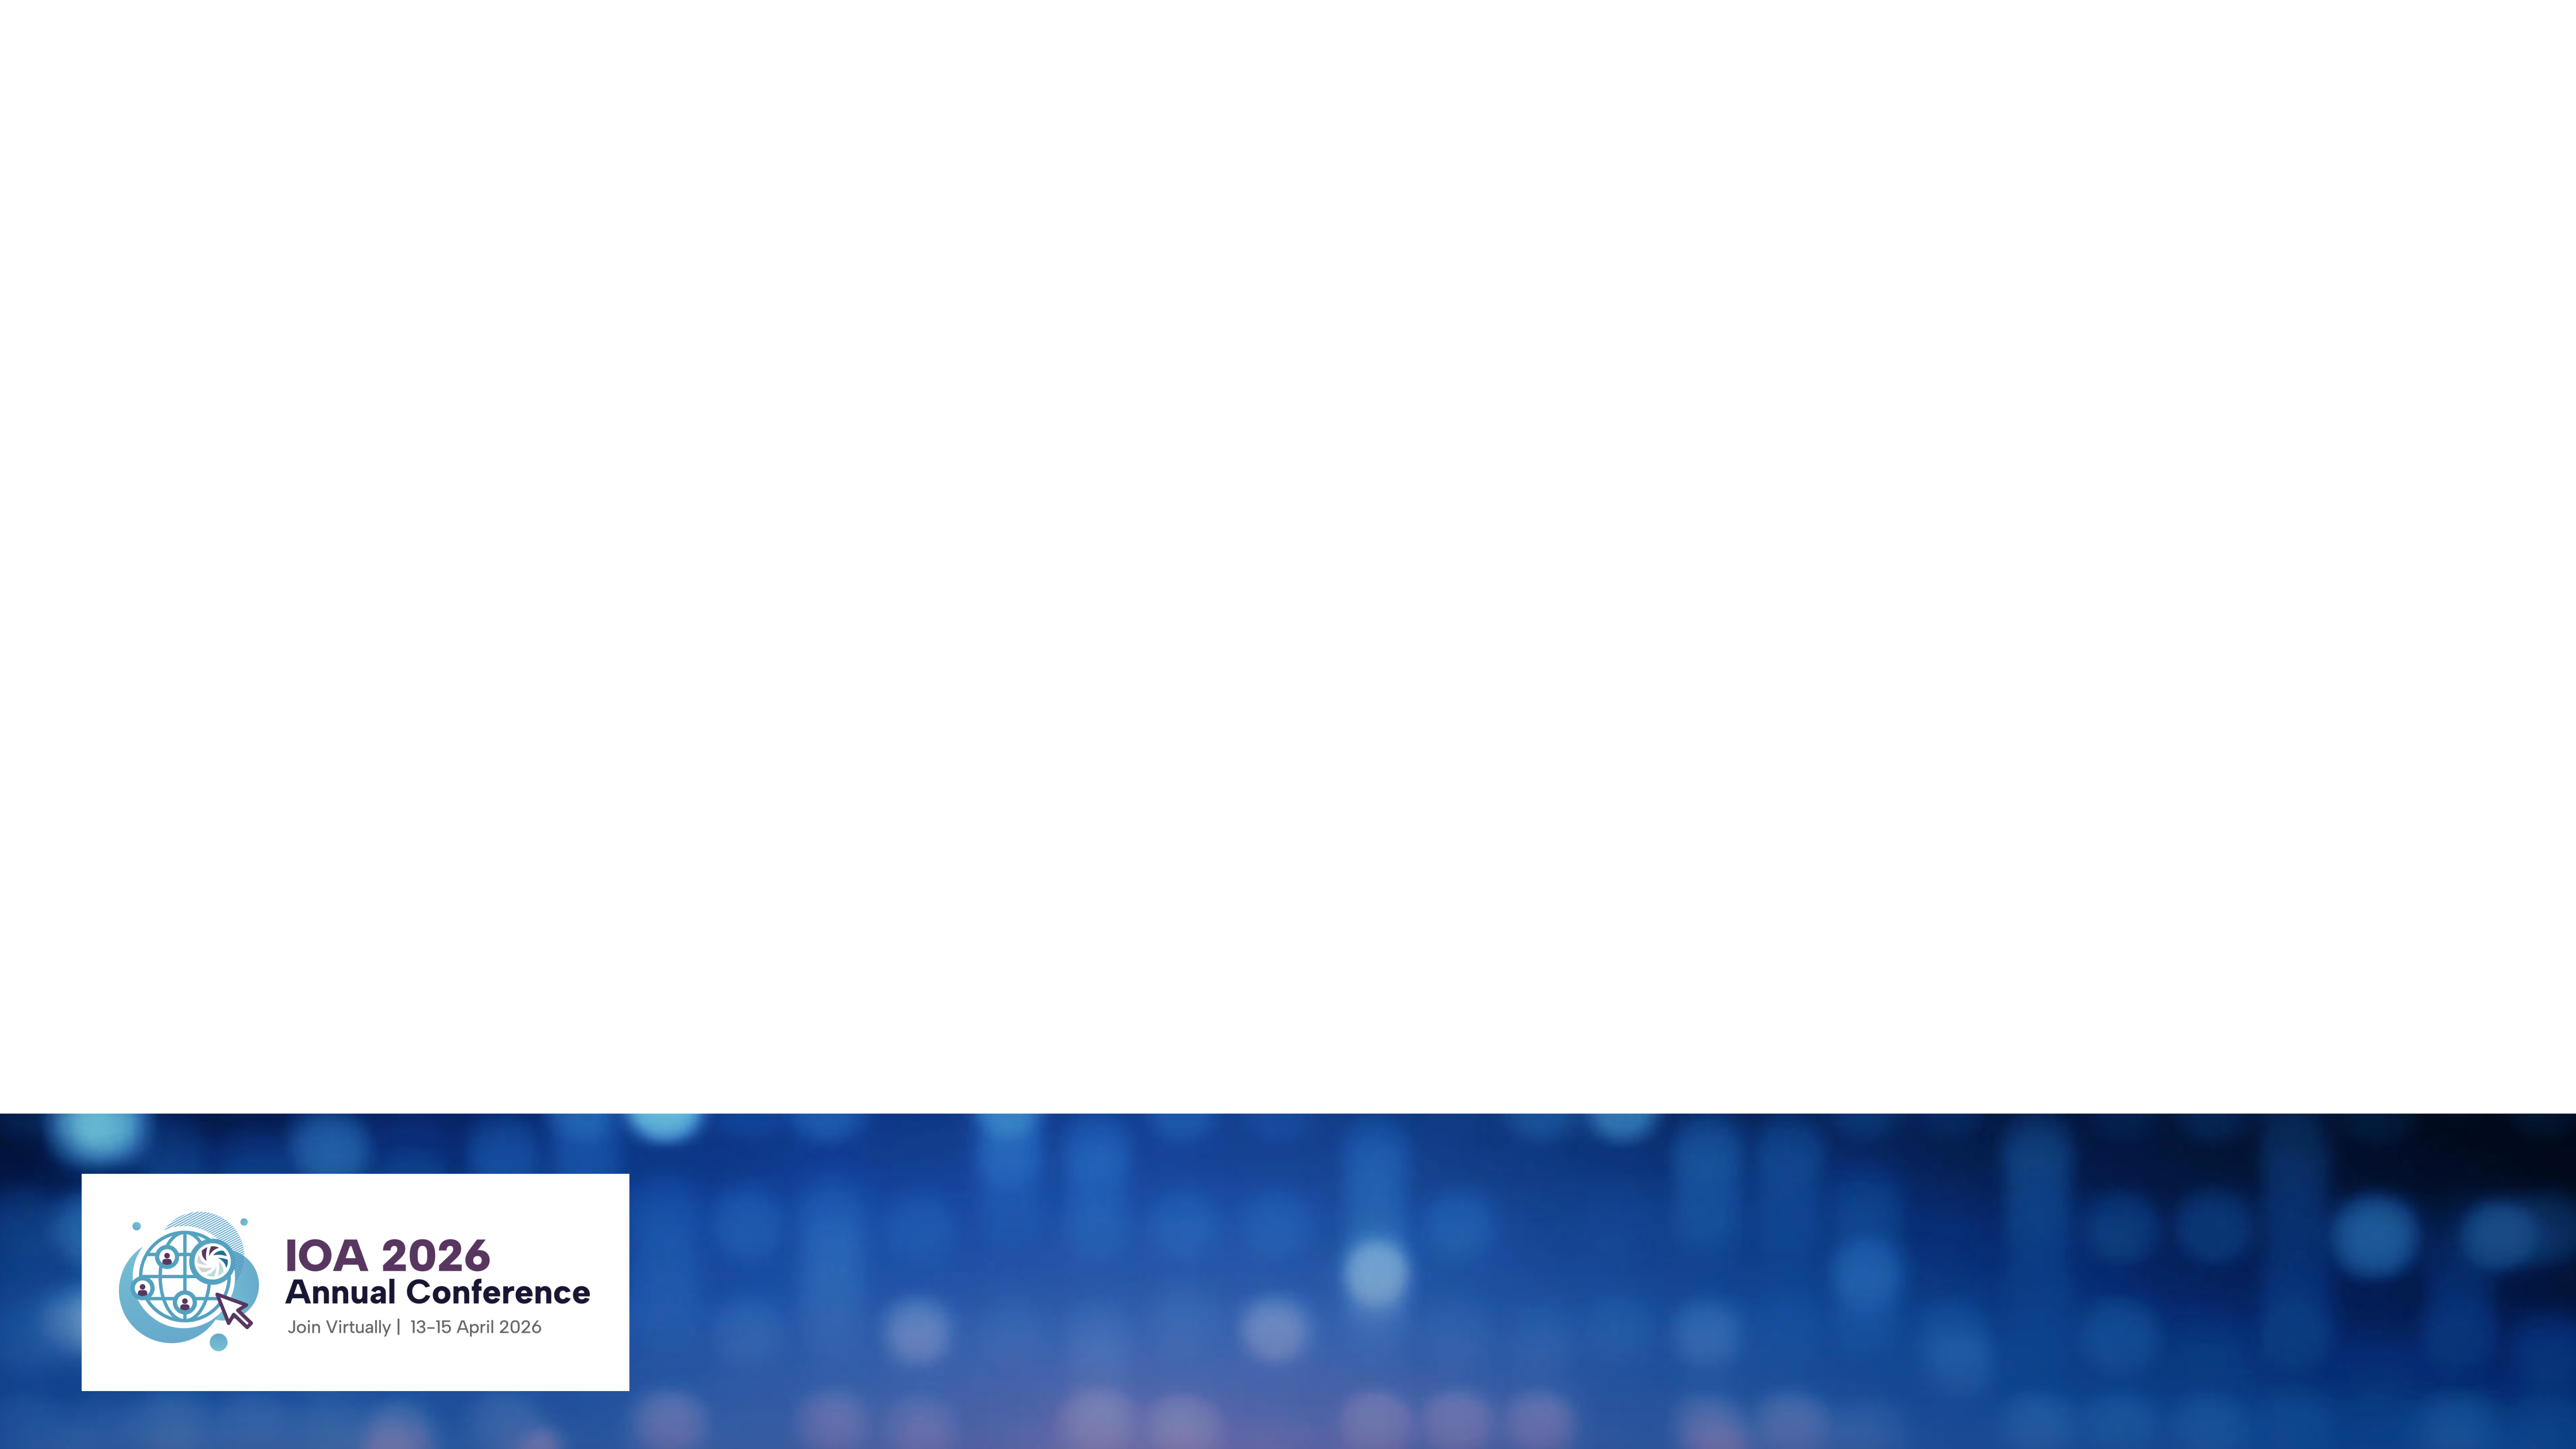 IOA 2026
Annual Conference
Join Virtually | 13-15 April 2026